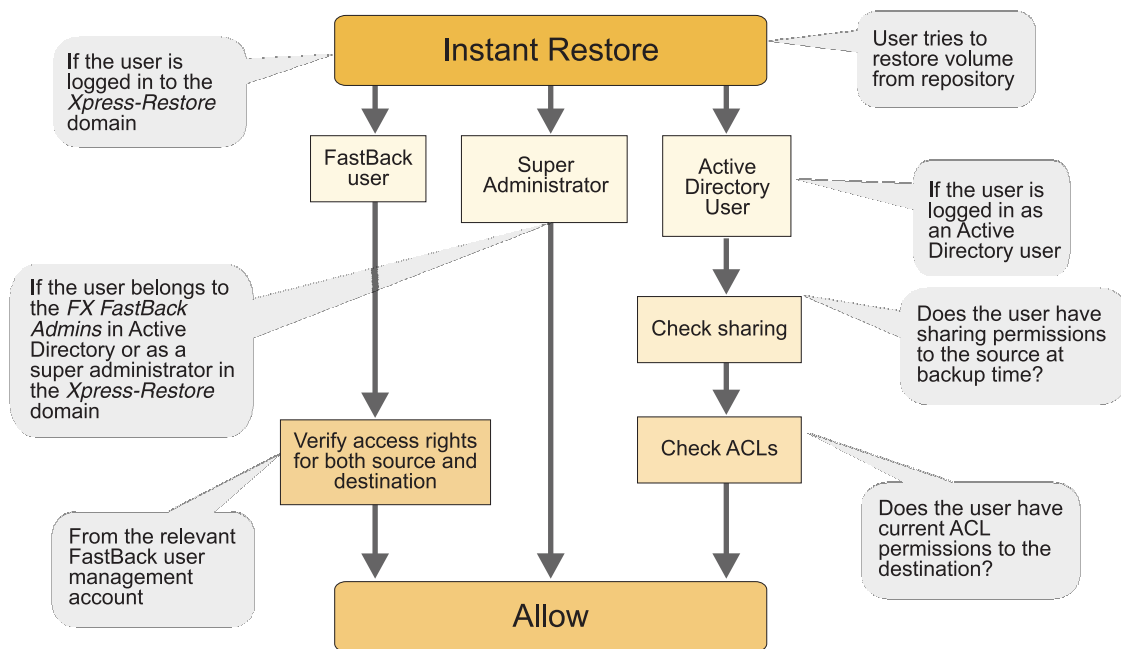 Instant Restore
If the user is
logged in to the
Xpress-Restore
domain
User tries to
restore volume
from repository
FastBack
user
Super
Administrator
Active
Directory
User
If the user is
logged in as
an Active
Directory user
If the user belongs to
the FX FastBack
Admins in Active
Directory or as a
super administrator in
the Xpress-Restore
domain
Check sharing
Does the user have
sharing permissions
to the source at
backup time?
Verify access rights
for both source and
destination
Check ACLs
From the relevant
FastBack user
management
account
Does the user have
current ACL
permissions to the
destination?
Allow